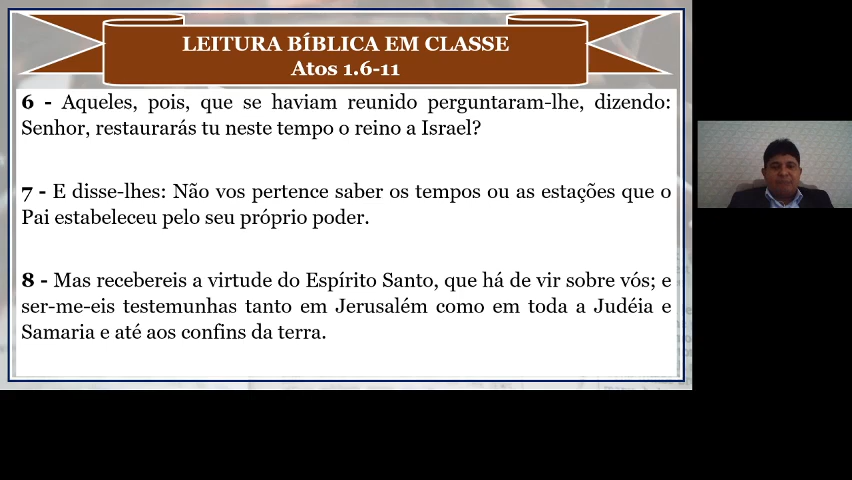 LEITURA BÍBLICA EM CLASSE
Atos 1.6-11
6 - Aqueles, pois, que se haviam reunido perguntaram-lhe, dizendo:
Senhor, restaurarás tu neste tempo o reino a Israel?
7 - E disse-lhes: Não vos pertence saber os tempos ou as estações que o
Pai estabeleceu pelo seu próprio poder.
8 - Mas recebereis a virtude do Espírito Santo, que há de vir sobre vós; e
ser-me-eis testemunhas tanto em Jerusalém como em toda a Judéia e
Samaria e até aos confins da terra.